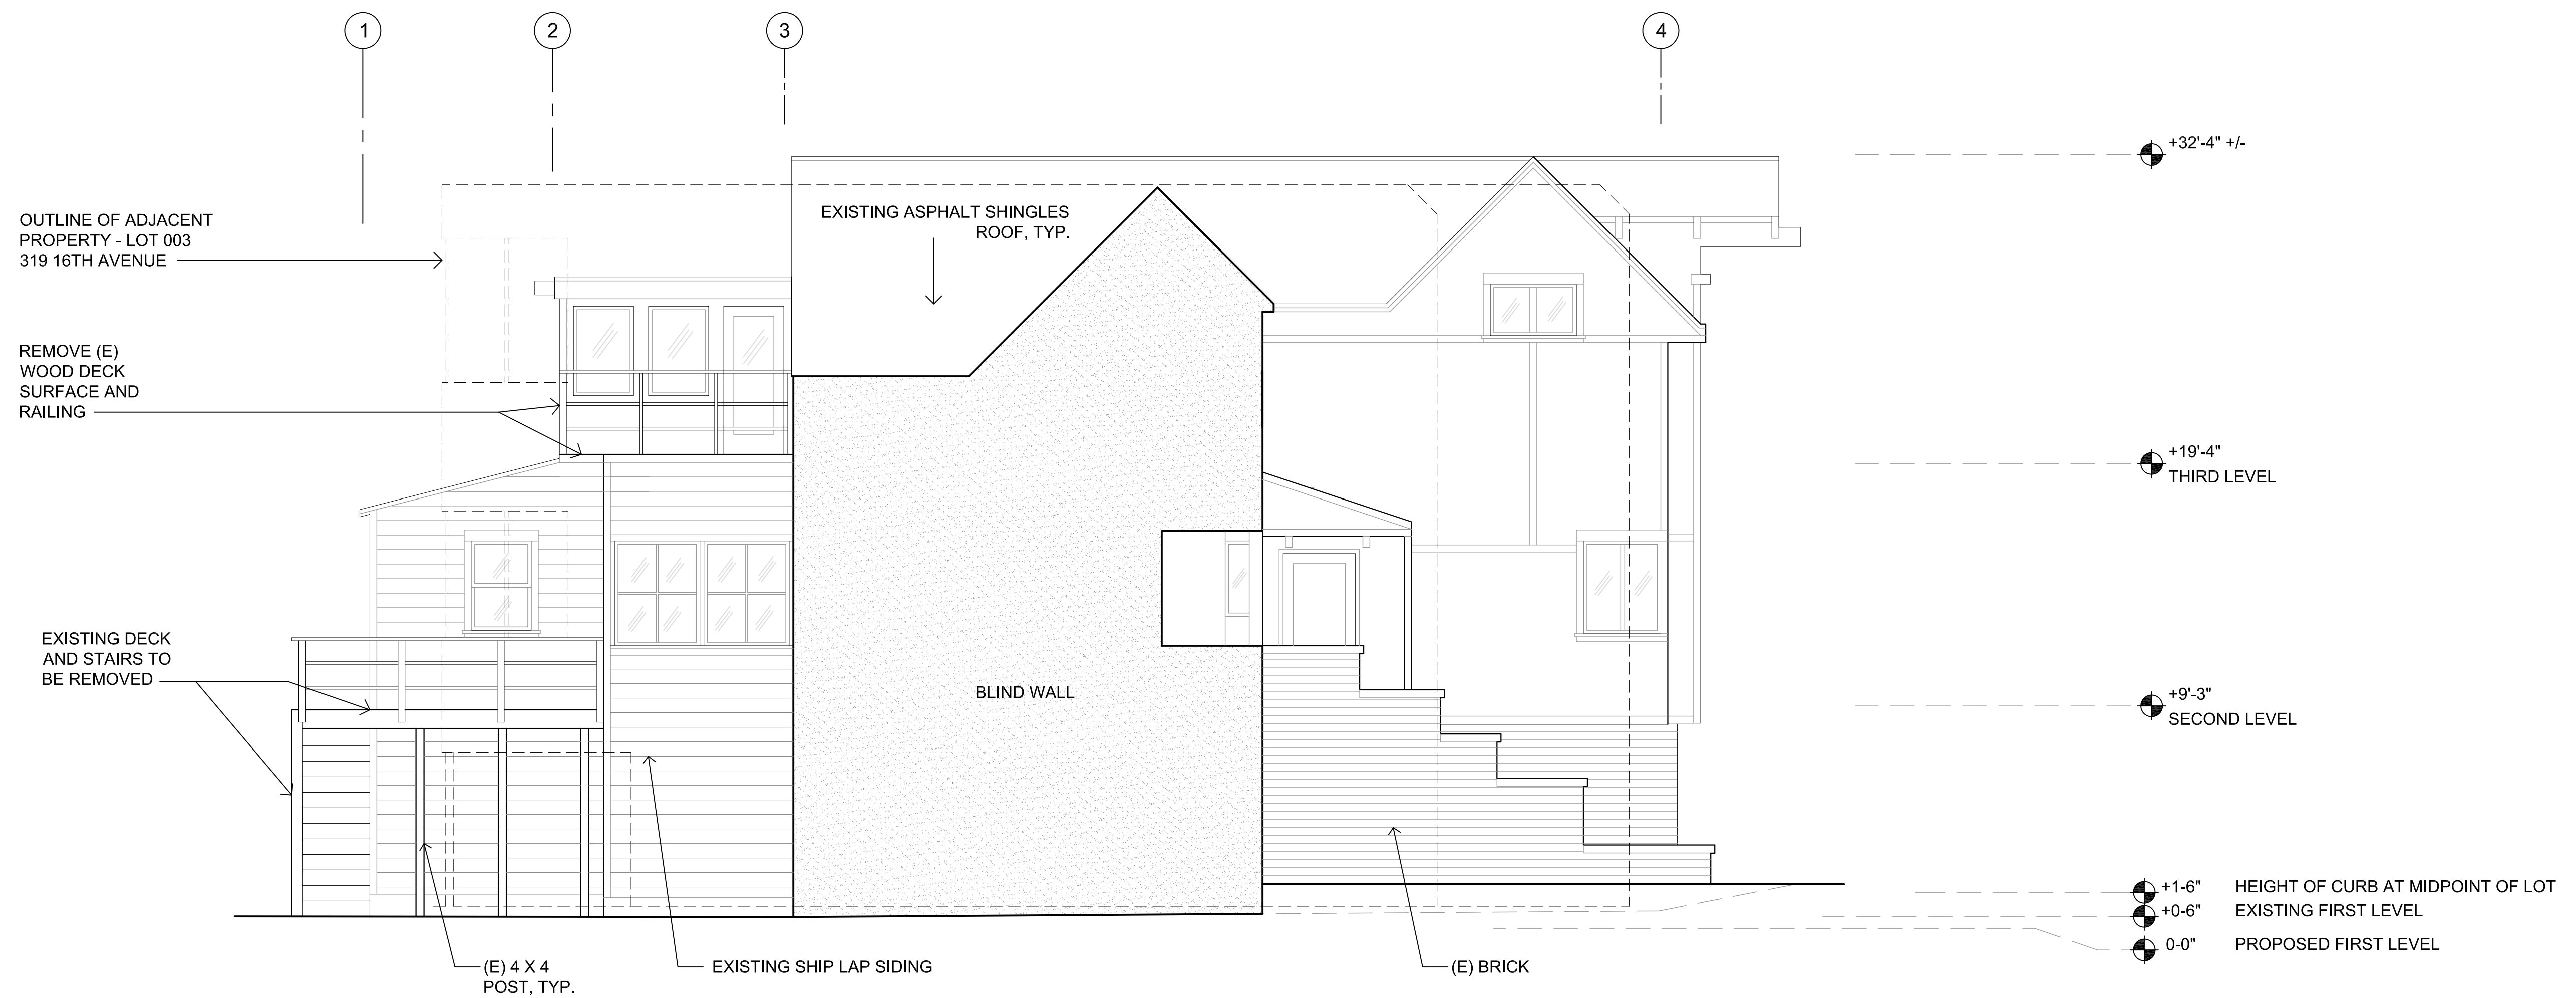 1
2
3
4
+32'-4" +/-
OUTLINE OF ADJACENT
PROPERTY - LOT 003
319 16TH AVENUE
EXISTING ASPHALT SHINGLES
ROOF, TYP.
REMOVE (E)
WOOD DECK
SURFACE AND
RAILING
+19'-4"
THIRD LEVEL
EXISTING DECK
AND STAIRS TO
BE REMOVED
BLIND WALL
+9'-3"
SECOND LEVEL
+1-6" HEIGHT OF CURB AT MIDPOINT OF LOT
+0-6" EXISTING FIRST LEVEL
0-0" PROPOSED FIRST LEVEL
(E) 4 X 4
POST, TYP.
EXISTING SHIP LAP SIDING
(E) BRICK